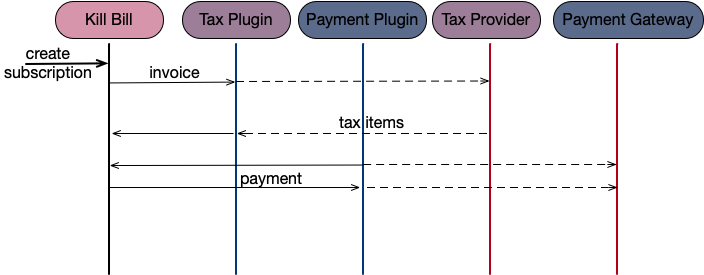 Kill Bill
Tax Plugin
Payment Plugin
Tax Provider
Payment Gateway
create
subscription
invoice
tax items
payment